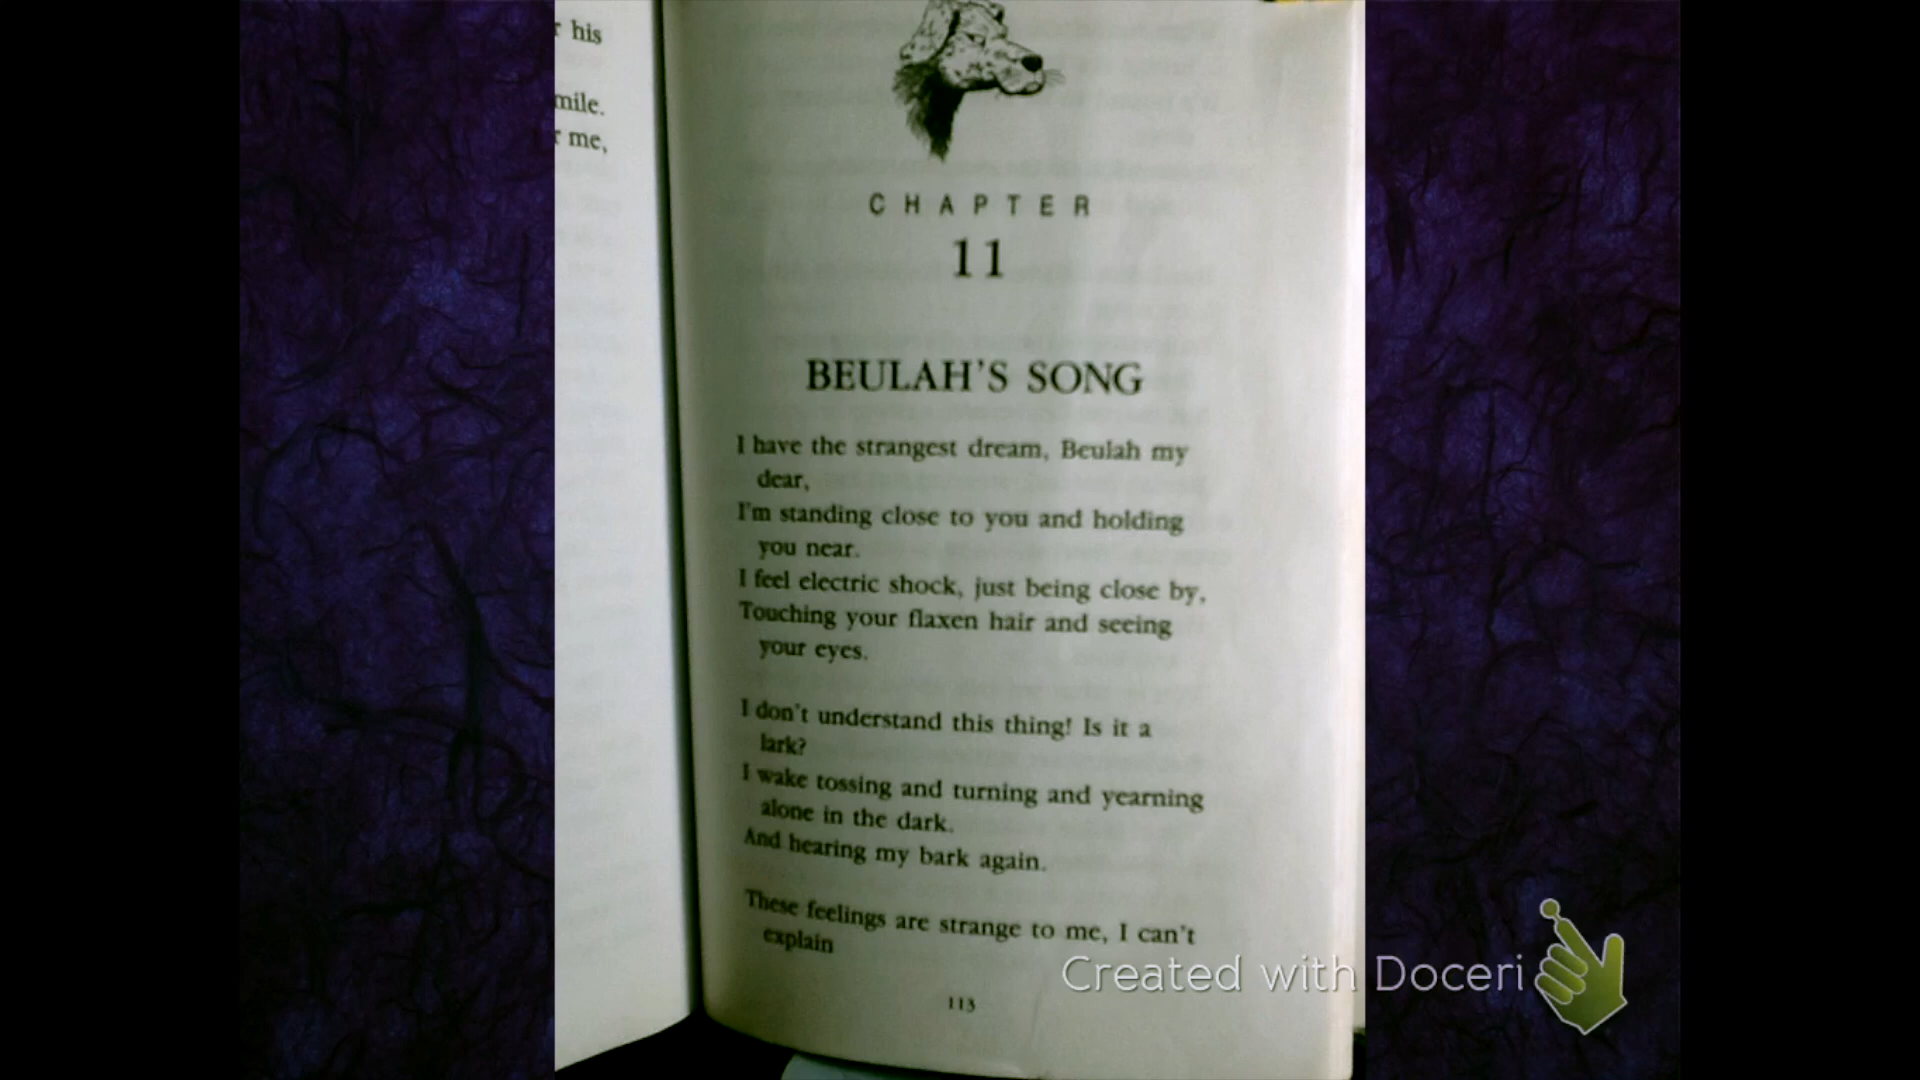 r his
mile.
r me,
CHAPTER
11
BEULAH'S SONG
I have the strangest dream, Beulah my
dear,
I'm standing close to you and holding
you near.
I feel electric shock, just being close by,
Touching your flaxen hair and seeing
your eyes.
I don't understand this thing! Is it a
lark?
I wake tossing and turning and yearning
alone in the dark.
And hearing my bark again.
These feelings are strange to me, I can't
explain
113
Created with Doceri